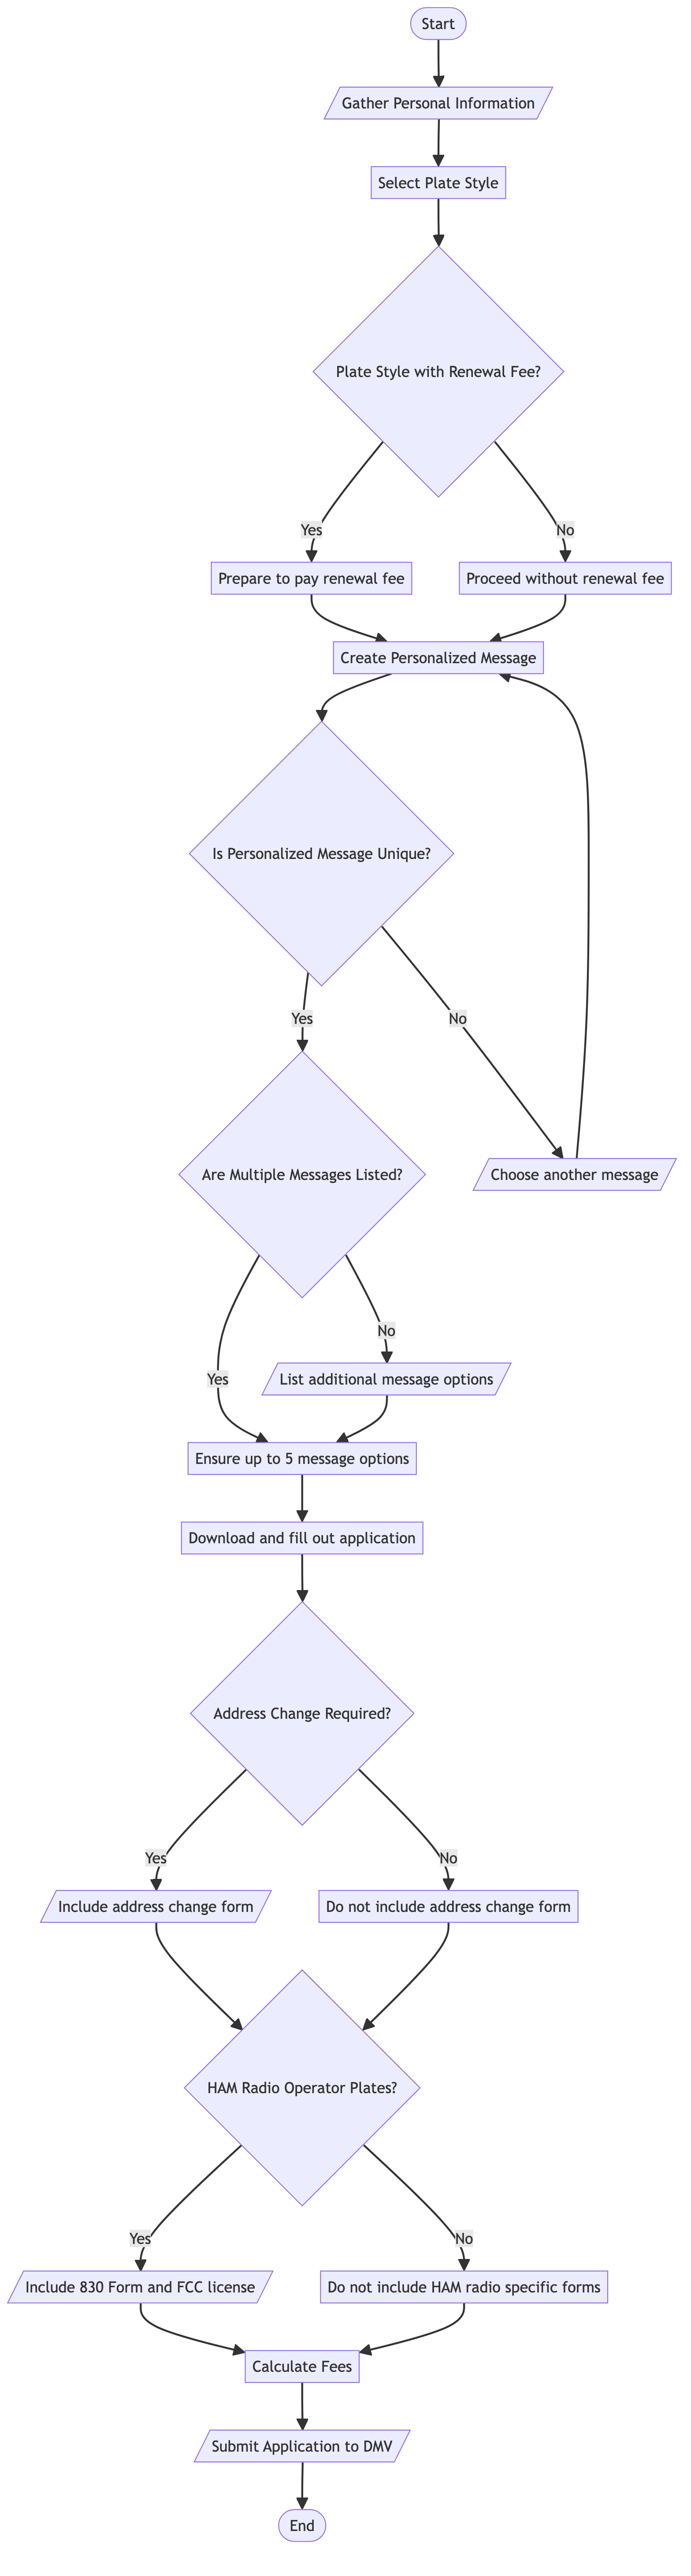 Start
Gather Personal Information
Select Plate Style
Plate Style with Renewal Fee?
Yes
No
Prepare to pay renewal fee
Proceed without renewal fee
Create Personalized Message
Is Personalized Message Unique?
Yes
No
Are Multiple Messages Listed?
Choose another message
No
Yes
List additional message options
Ensure up to 5 message options
Download and fill out application
Address Change Required?
Yes
No
Include address change form
Do not include address change form
HAM Radio Operator Plates?
Yes
No
Include 830 Form and FCC license
Do not include HAM radio specific forms
Calculate Fees
Submit Application to DMV
End